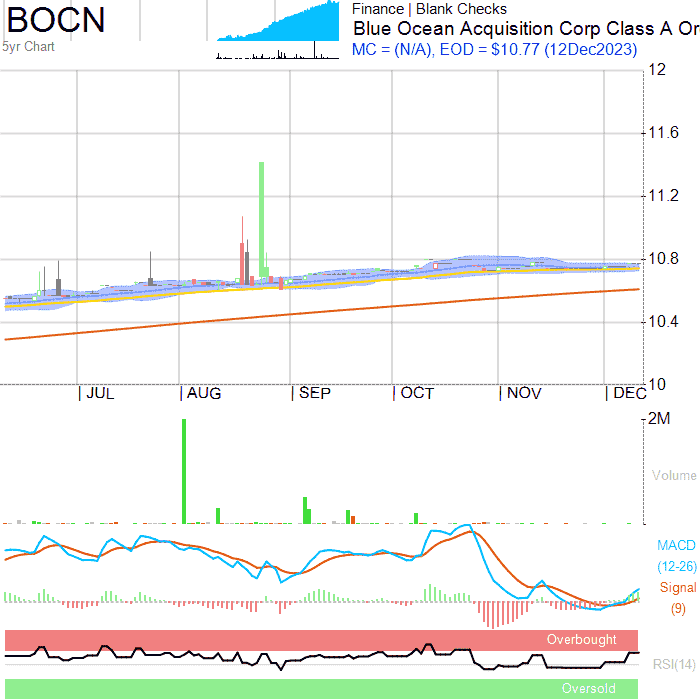 BOCN
5yr Chart
Finance | Blank Checks
Blue Ocean Acquisition Corp Class A Or
MC = (N/A), EOD = $10.77 (12Dec2023)
12
11.6
11.2
10.8
10.4
10
JUL AUG SEP OCT NOV DEC
2M
Volume
MACD
(12-26)
Signal
(9)
Overbought
RSI(14)
Oversold